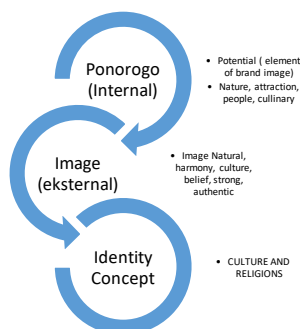 Ponorogo
(Internal)
• Potential ( element
of brand image)
• Nature, attraction,
people, cullinary
Image
(eksternal)
• Image Natural,
harmony, culture,
belief, strong,
authentic
Identity
Concept
• CULTURE AND
RELIGIONS